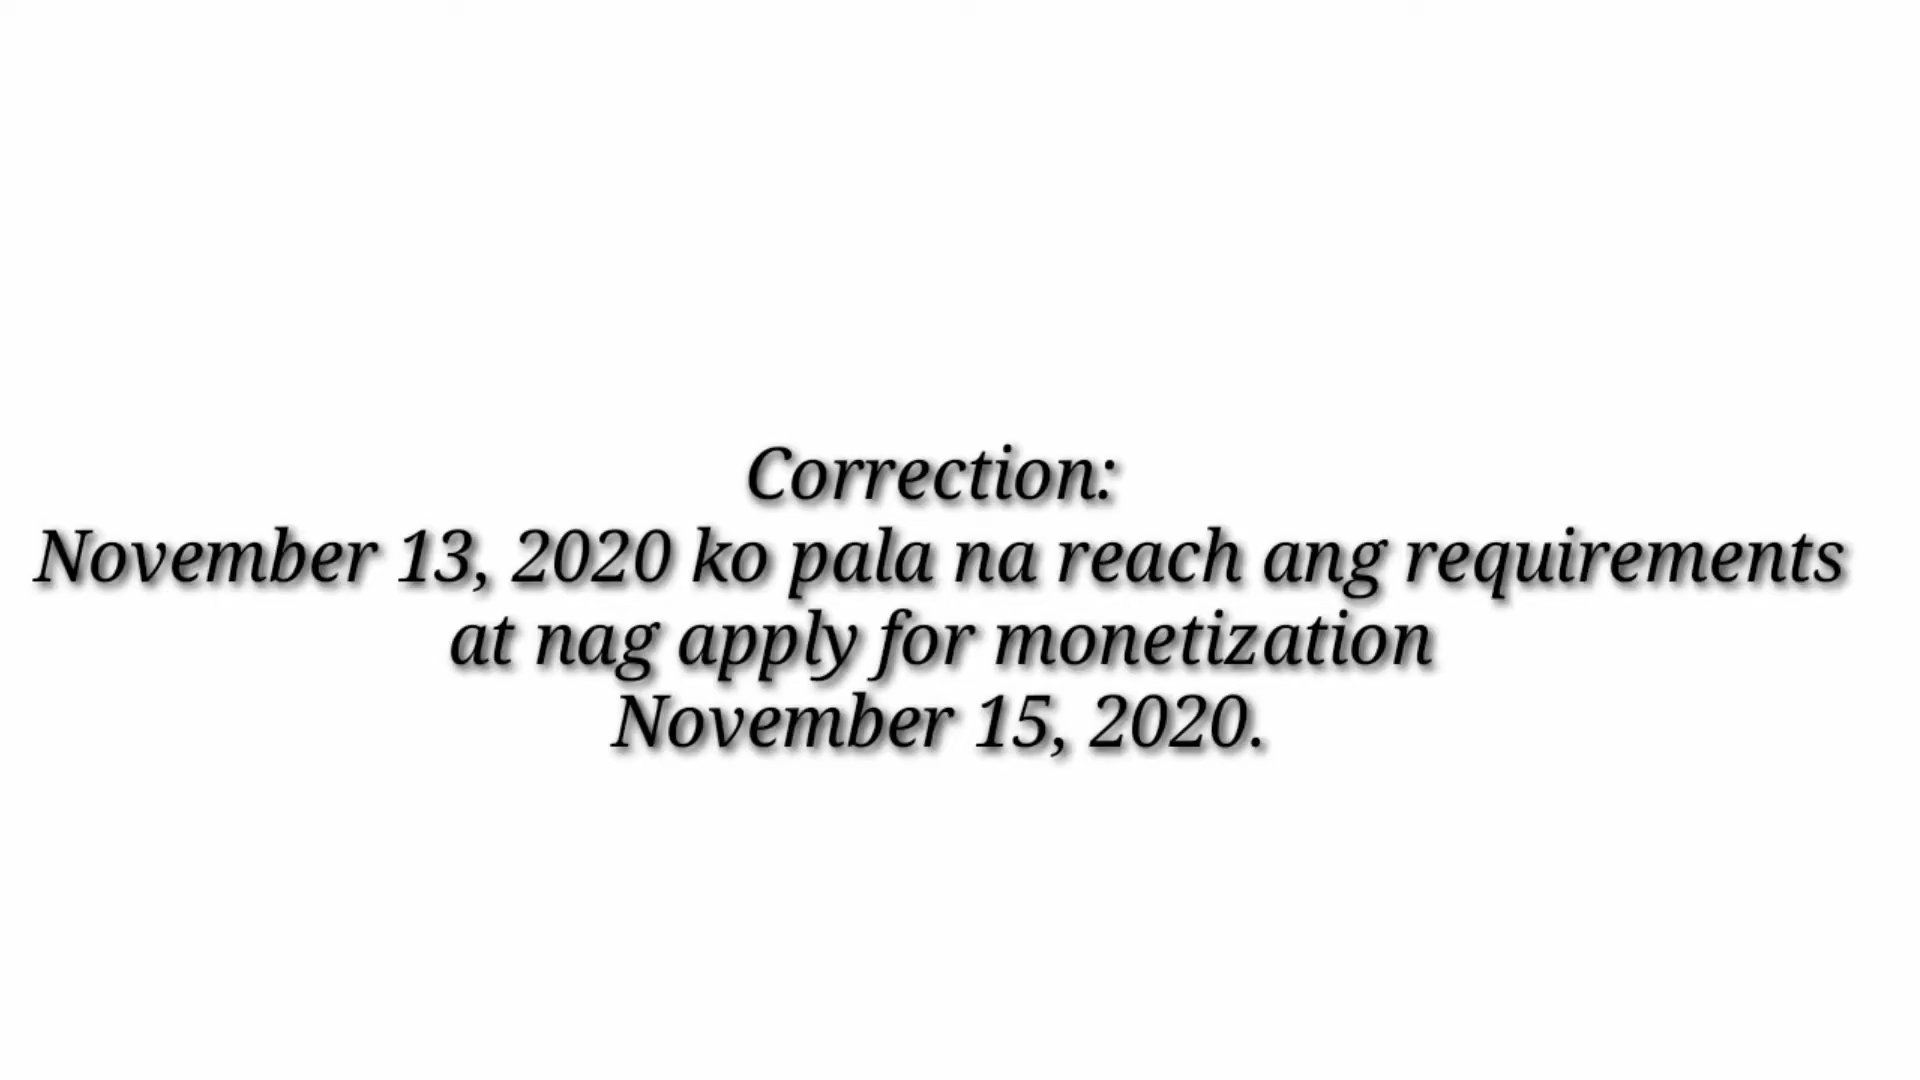 Correction:
November 13, 2020 ko pala na reach ang requirements
at nag apply for monetization
November 15, 2020.